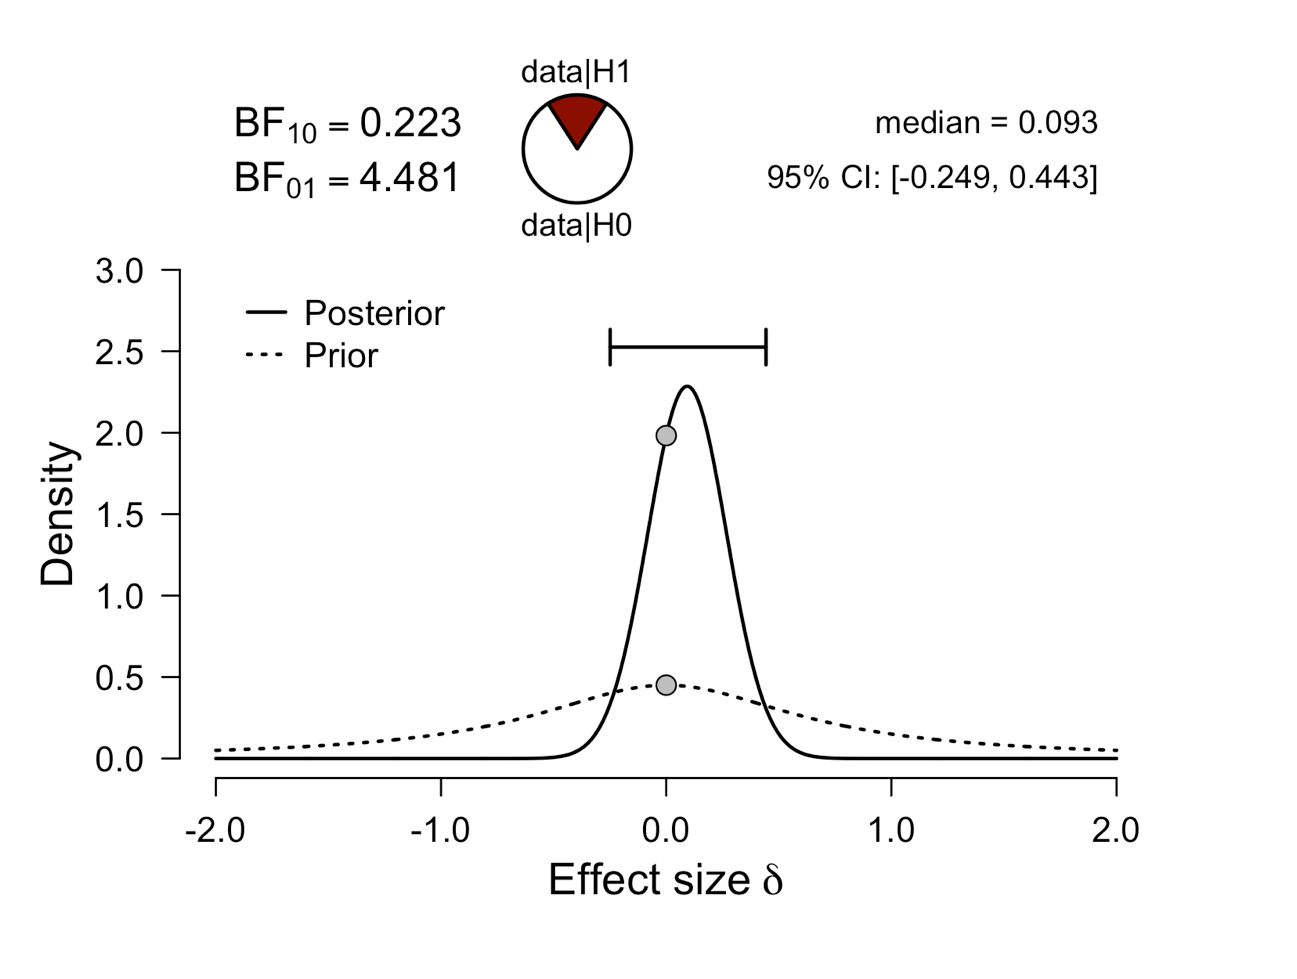 data|H1
BF10 = 0.223
median = 0.093
BF01 = 4.481
95% CI: [-0.249, 0.443]
data|H0
3.0
Posterior
2.5
Prior
2.0
1.5
1.0
0.5
0.0
Density
-2.0 -1.0 0.0 1.0 2.0
Effect size δ